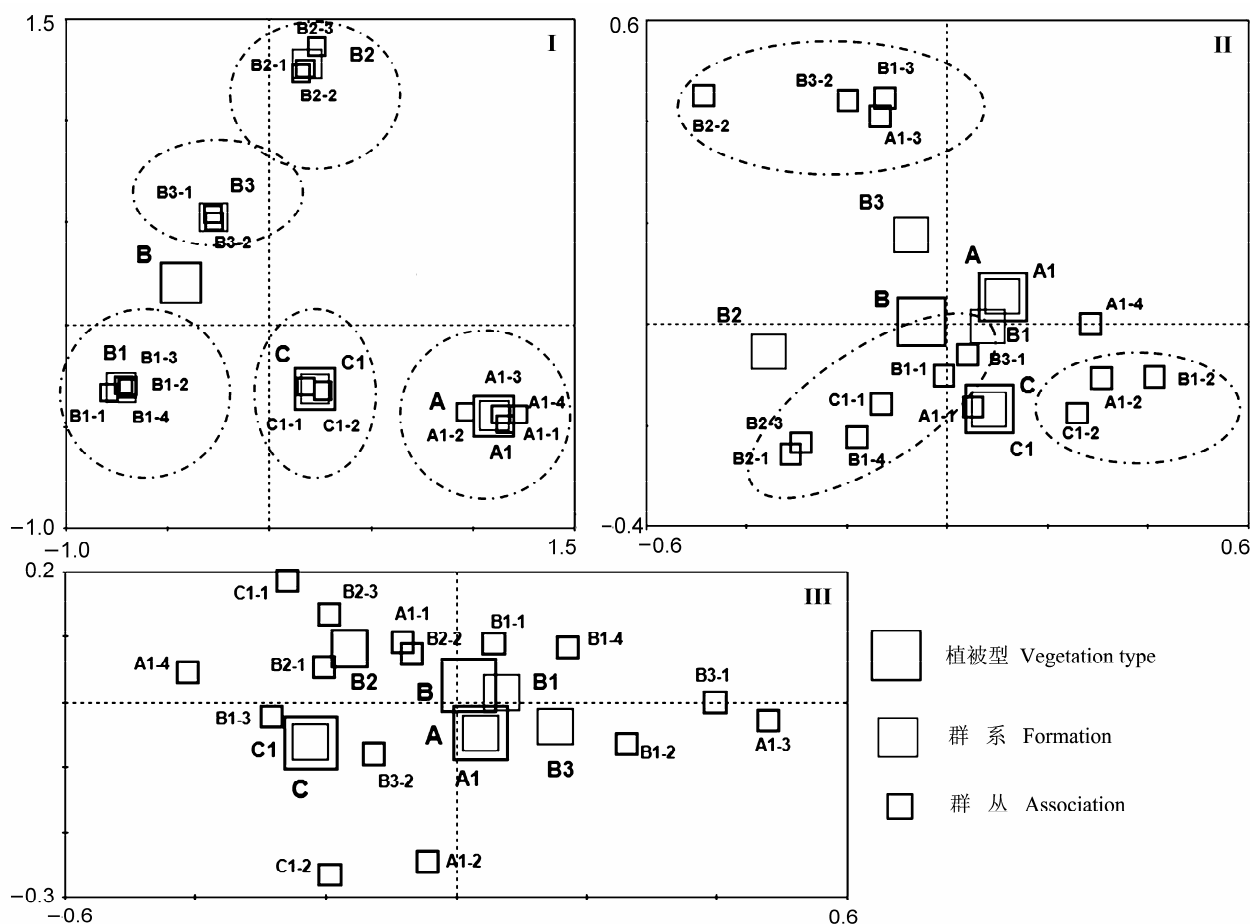 1.5
I
B2-3
B2
B2-1
B2-2
B3-1
B3
B3-2
B
B1
B1-3
B1-2
B1-1
B1-4
C
C1
C1-1
C1-2
A1-3
A
A1-4
A1-2
A1-1
A1
−1.0
−1.0
1.5
0.6
II
B3-2
B1-3
B2-2
A1-3
B3
A
A1
B
A1-4
B2
B1
B3-1
B1-1
C
B1-2
A1-2
C1-1
A1-1
C1-2
B2-3
C1
B2-1
B1-4
−0.4
−0.6
0.6
0.2
III
C1-1
B2-3
A1-1
B1-1
B2-2
B1-4
A1-4
B2-1
B2
B
B1
B3-1
B1-3
C1
A
A1-3
B1-2
B3-2
A1
B3
C
C1-2
A1-2
−0.3
−0.6
0.6
植被型 Vegetation type
群 系 Formation
群 丛 Association